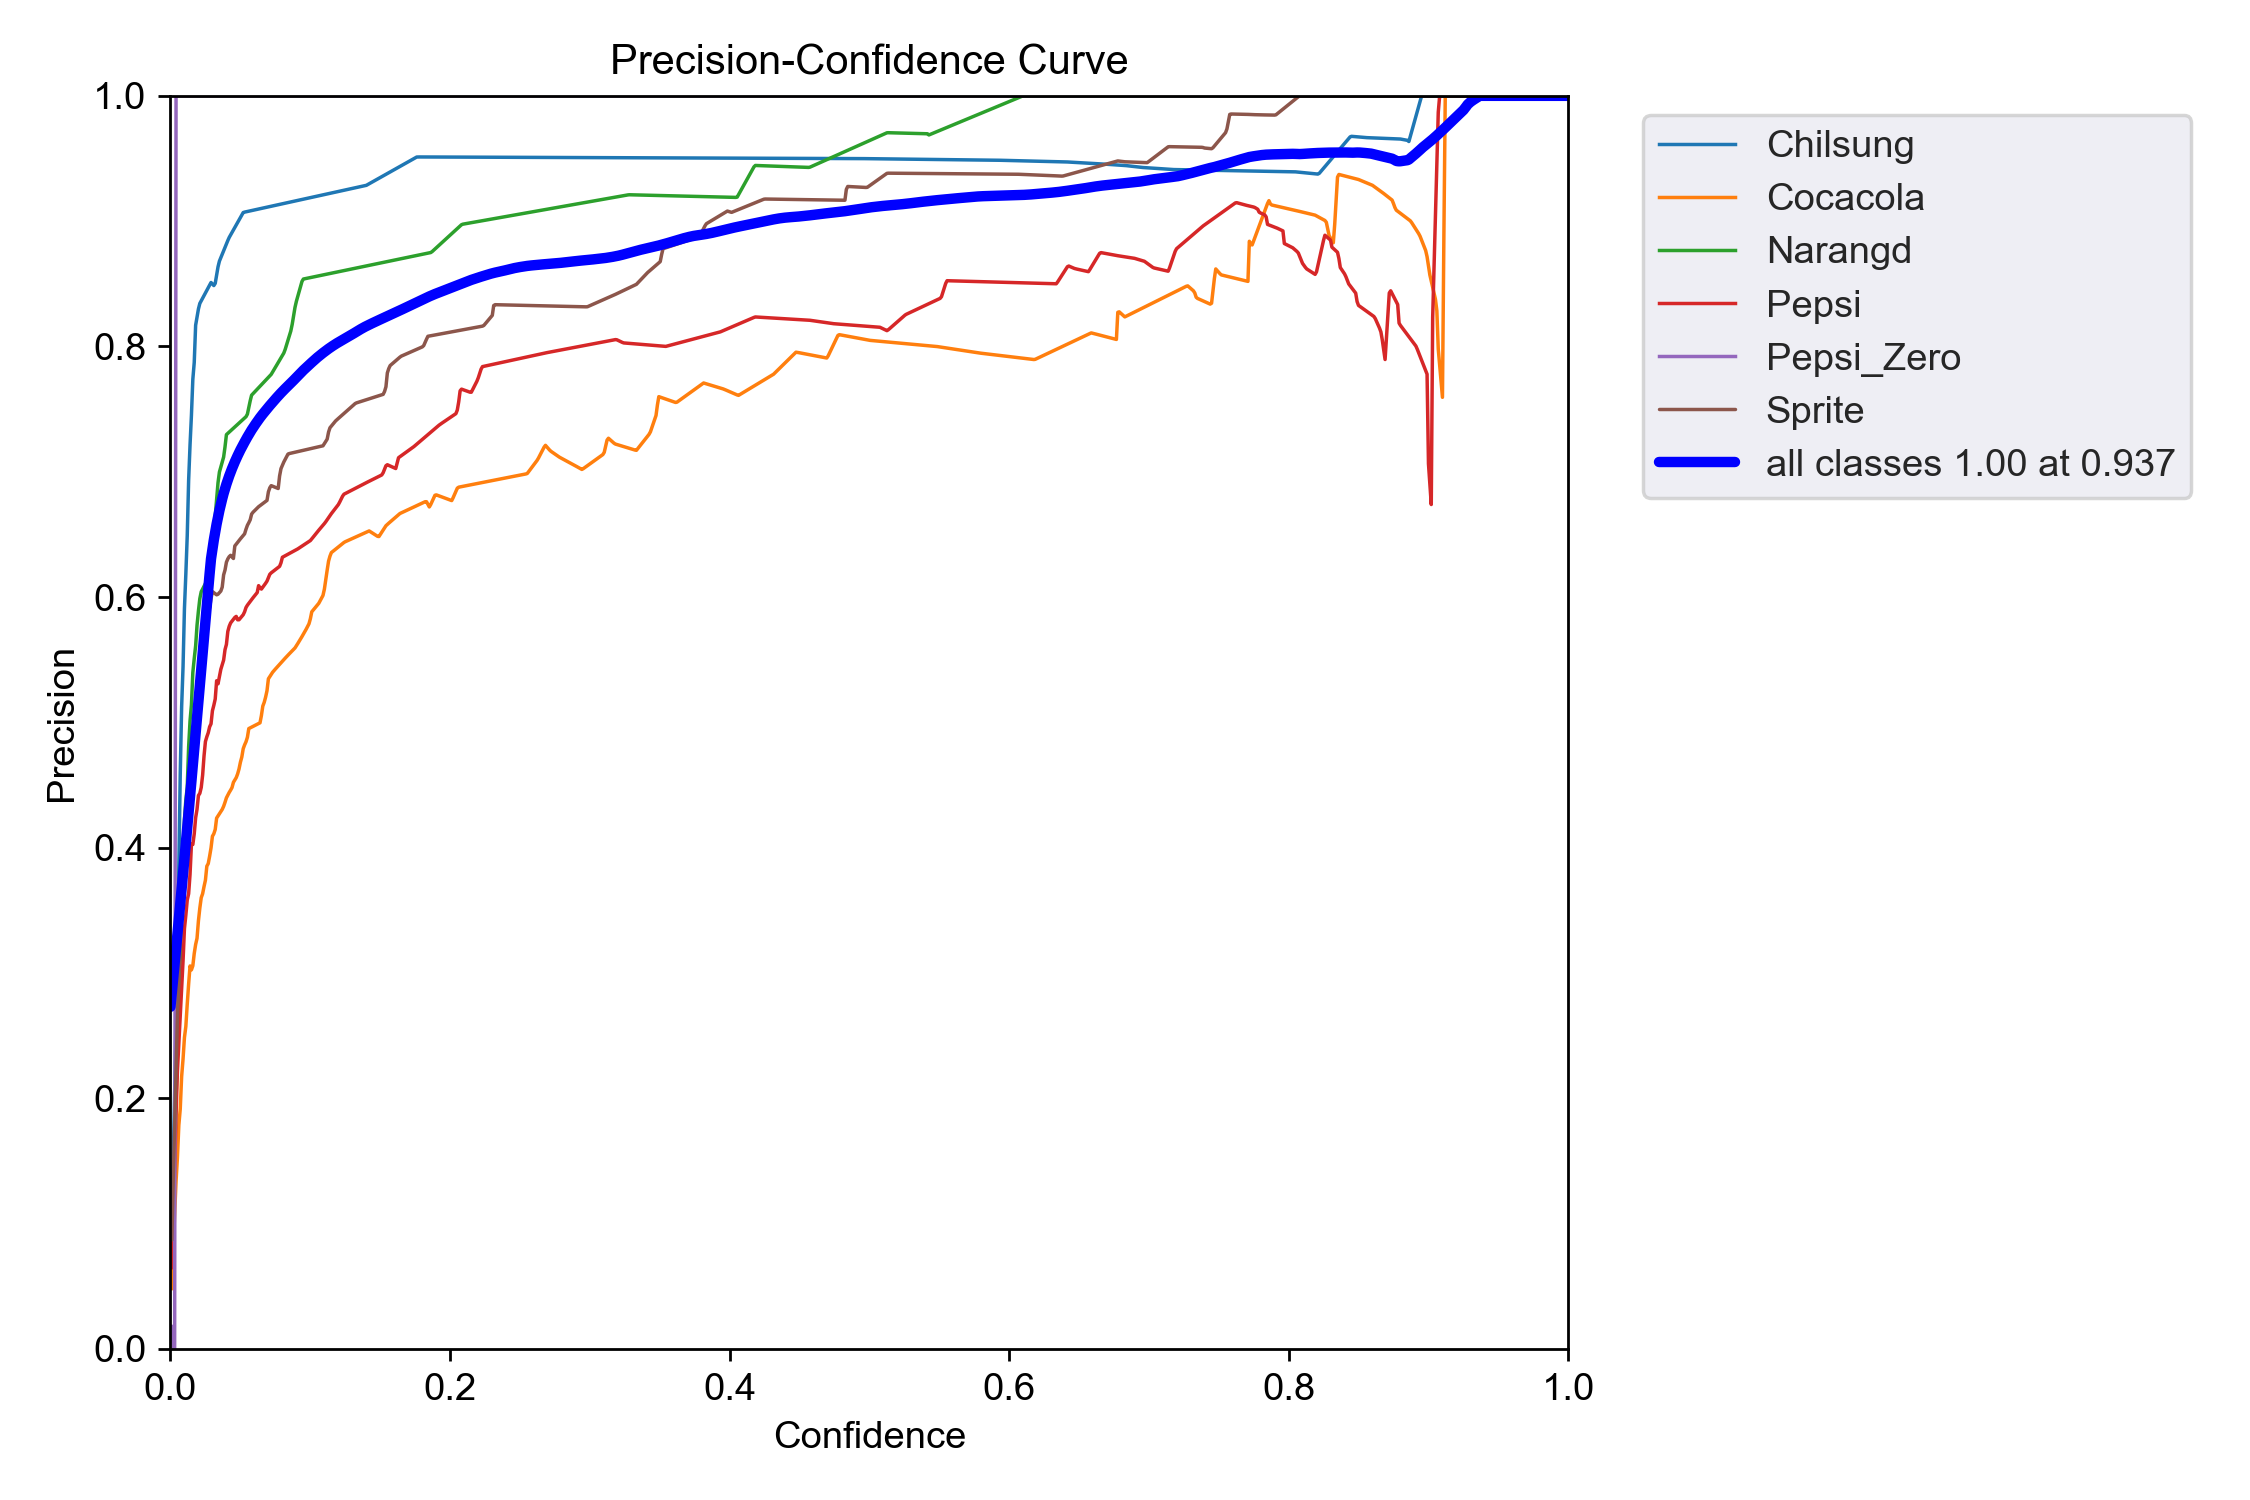 Precision-Confidence Curve
1.0
0.8
0.6
0.4
0.2
0.0
Precision
0.0 0.2 0.4 0.6 0.8 1.0
Confidence
Chilsung
Cocacola
Narangd
Pepsi
Pepsi_Zero
Sprite
all classes 1.00 at 0.937